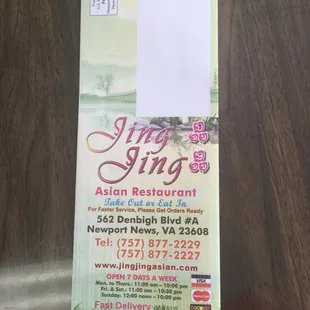 Jing
Jing
Asian Restaurant
Take Out or Eat In
For Faster Service, Please Get Orders Ready
562 Denbigh Blvd #A
Newport News, VA 23608
Tel: (757) 877-2229
(757) 877-2227
www.jingjingasian.com
OPEN 7 DAYS A WEEK
Mon. to Thurs.: 11:00 am - 10:00 pm
Fri. & Sat.: 11:00 am - 10:30 pm
Sunday: 12:00 noon - 10:00 pm
Fast Delivery
VISA